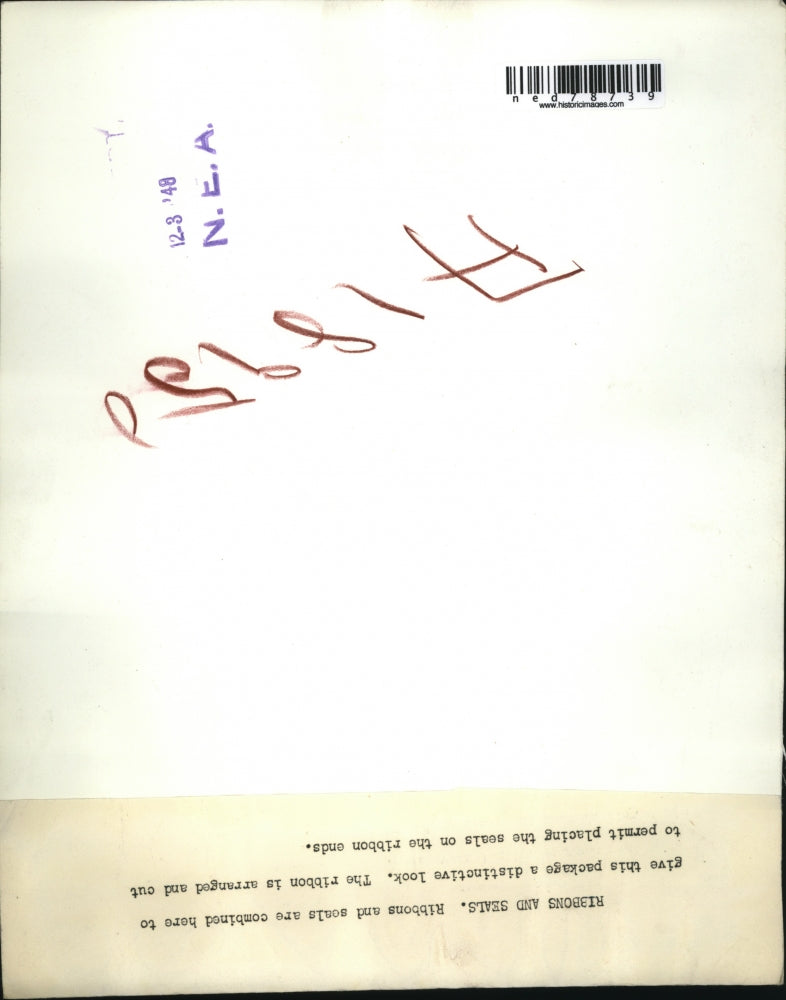 ned78739
www.historicimages.com
12-3 '48
N. E. A.
RIBBONS AND SEALS. Ribbons and seals are combined here to
give this package a distinctive look. The ribbon is arranged and cut
to permit placing the seals on the ribbon ends.